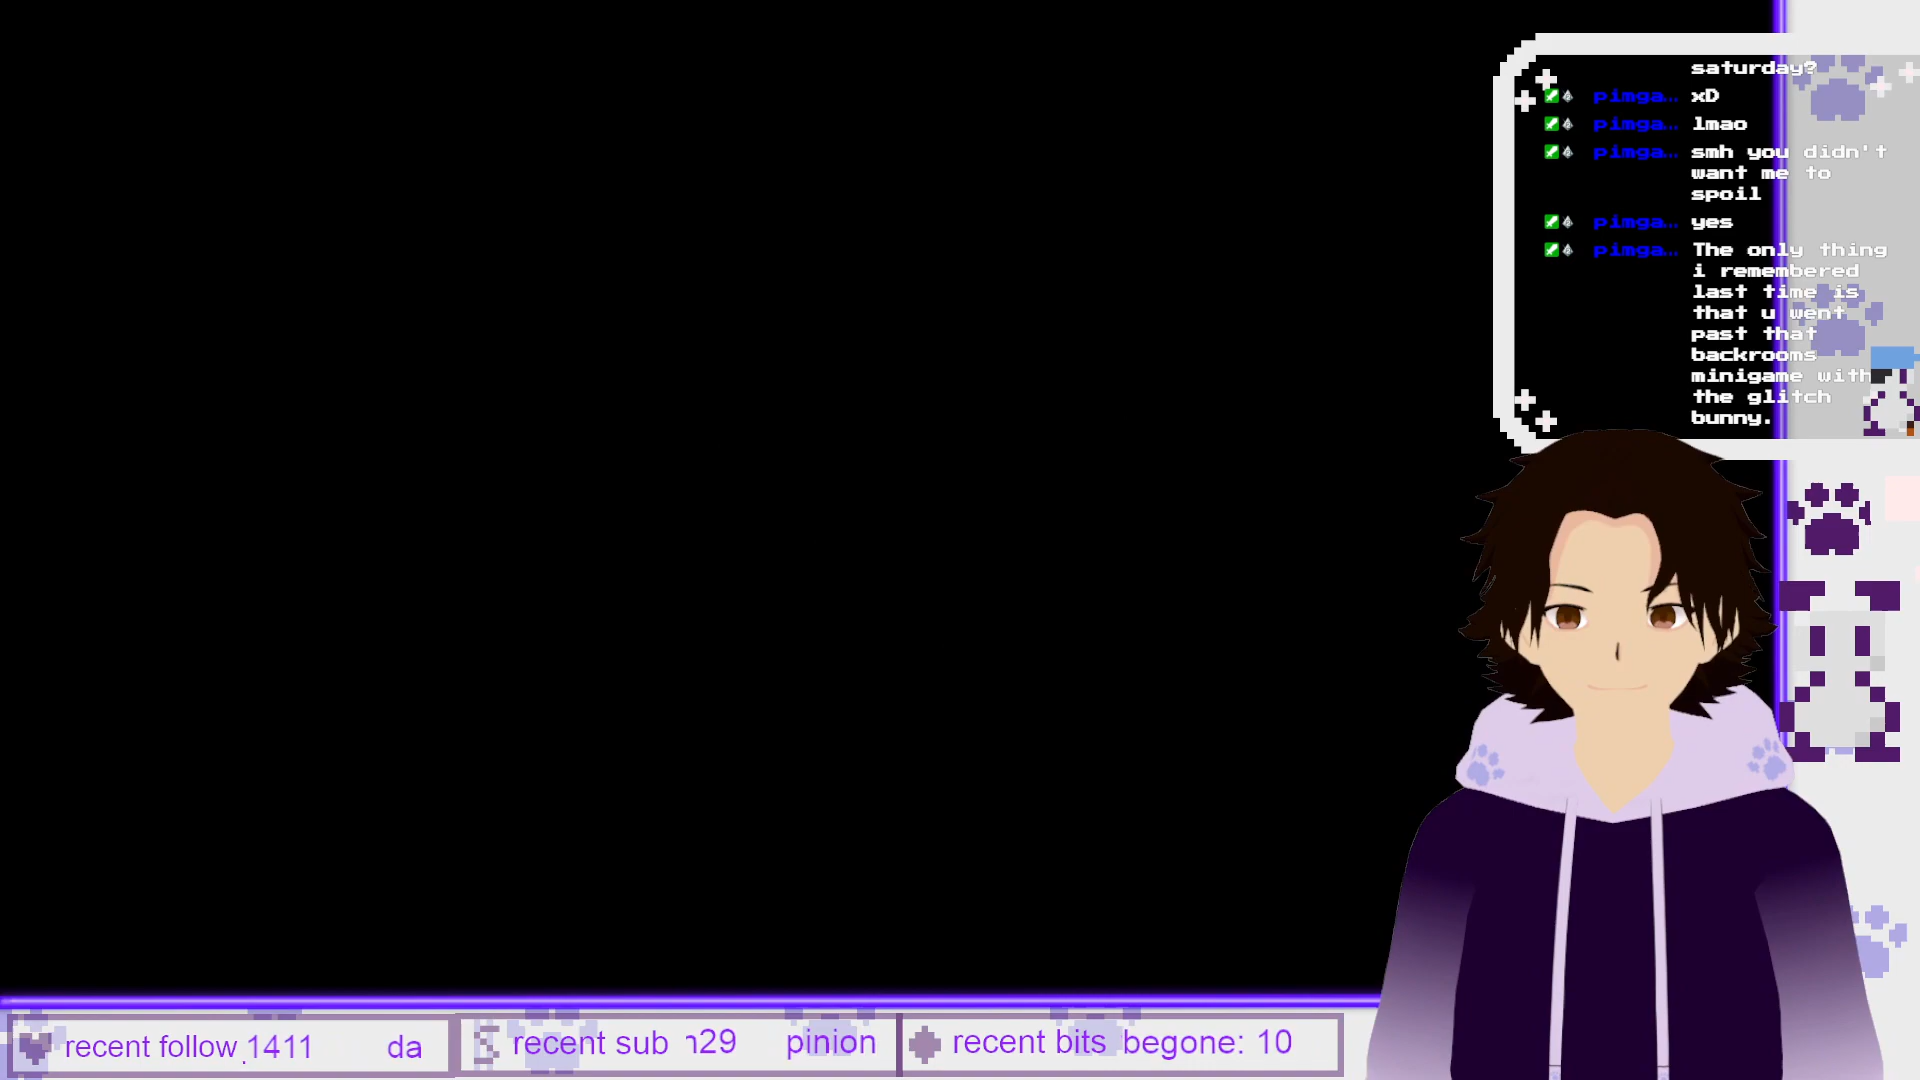 saturday?
pimga... xD
pimga... lmao
pimga... smh you didn't
want me to
spoil
pimga... yes
pimga... The only thing
i remembered
last time is
that u went
past that
backrooms
minigame with
the glitch
bunny.
recent follow 1411 da
recent sub 29 pinion
recent bits begone: 10